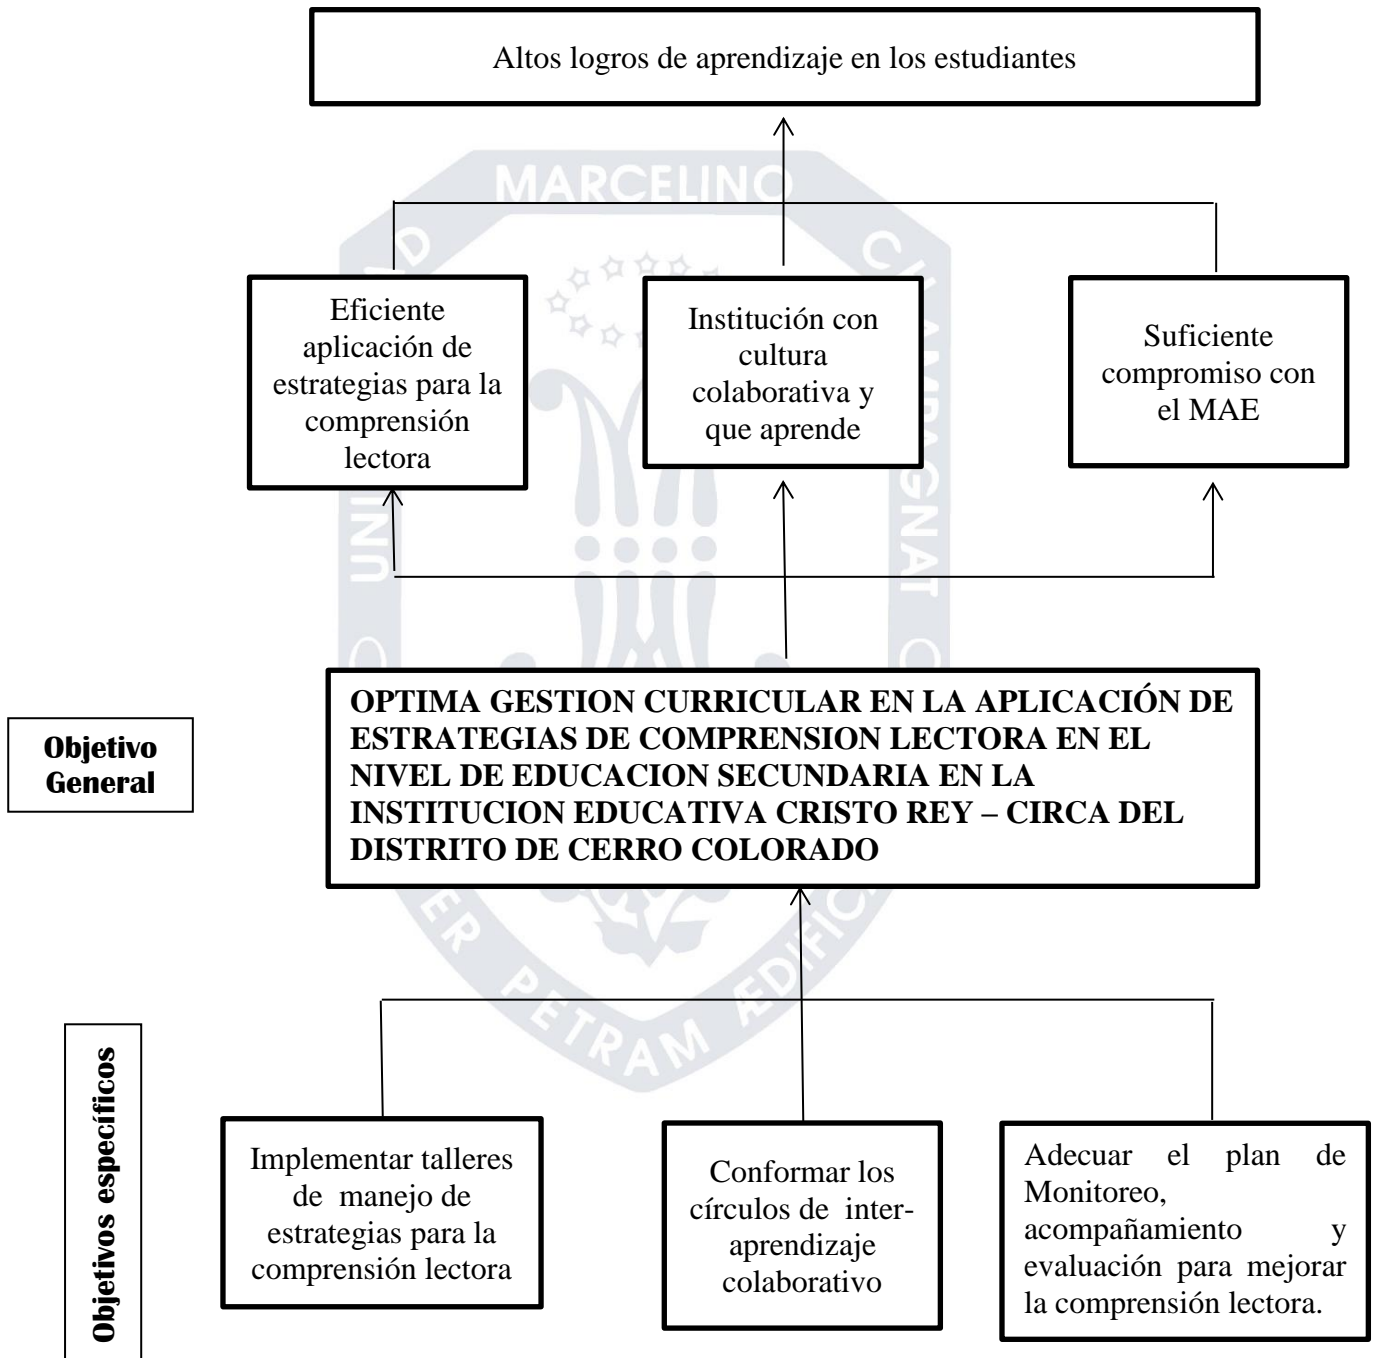 Altos logros de aprendizaje en los estudiantes
MARCELINO
CHAMPAGNAT
UNIVERSIDAD
Eficiente
aplicación de
estrategias para la
comprensión
lectora
Institución con
cultura
colaborativa y
que aprende
Suficiente
compromiso con
el MAE
Objetivo
General
OPTIMA GESTION CURRICULAR EN LA APLICACIÓN DE
ESTRATEGIAS DE COMPRENSION LECTORA EN EL
NIVEL DE EDUCACION SECUNDARIA EN LA
INSTITUCION EDUCATIVA CRISTO REY – CIRCA DEL
DISTRITO DE CERRO COLORADO
PETRAM
Objetivos específicos
Implementar talleres
de manejo de
estrategias para la
comprensión lectora
Conformar los
círculos de inter-
aprendizaje
colaborativo
Adecuar el plan de
Monitoreo,
acompañamiento y
evaluación para mejorar
la comprensión lectora.